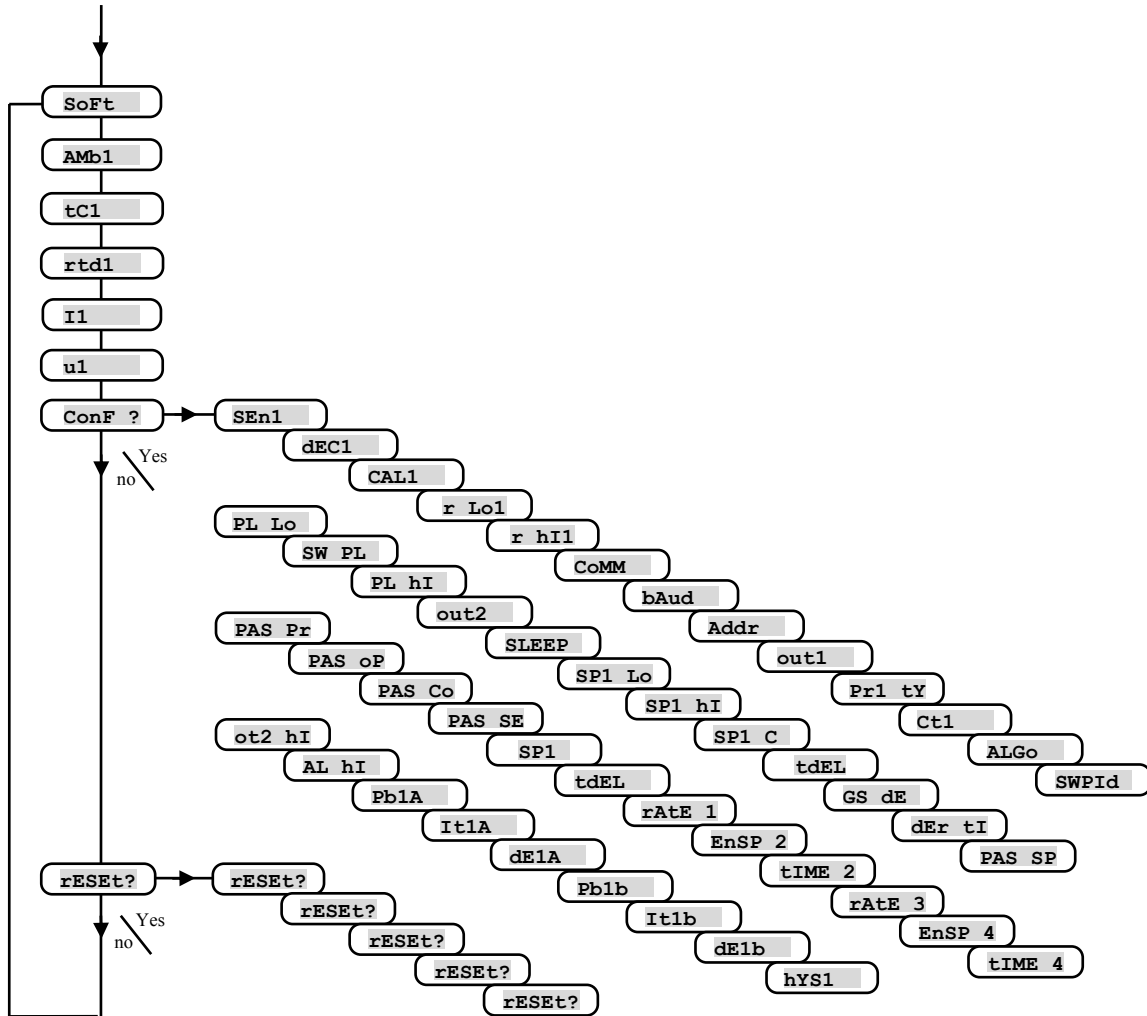 SoFt
AMb1
tC1
rtd1
I1
u1
ConF ?
Yes
no
SEn1
dEC1
CAL1
r Lo1
r hI1
CoMM
bAud
Addr
out1
Pr1 tY
Ct1
ALGo
SWPId
PL Lo
SW PL
PL hI
out2
SLEEP
SP1 Lo
SP1 hI
SP1 C
tdEL
GS dE
dEr tI
PAS SP
PAS Pr
PAS oP
PAS Co
PAS SE
SP1
tdEL
rAtE 1
EnSP 2
tIME 2
rAtE 3
EnSP 4
tIME 4
ot2 hI
AL hI
Pb1A
It1A
dE1A
Pb1b
It1b
dE1b
hYS1
rESEt?
Yes
no
rESEt?
rESEt?
rESEt?
rESEt?
rESEt?